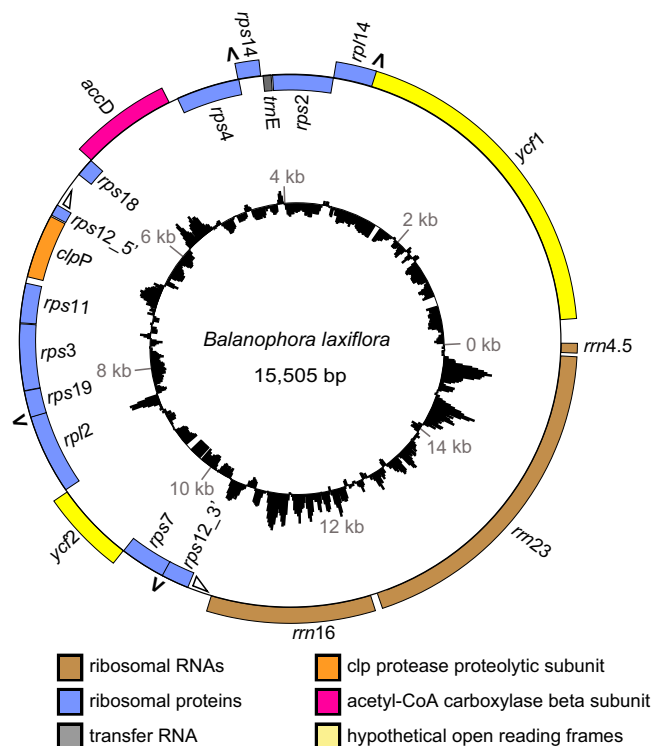 rps14
rpl14
accD
rps4
trnE
rps2
ycf1
rps18
rps12_5’
clpP
rps11
rps3
rps19
rpl2
ycf2
rps7
rps12_3’
rrn16
rrn23
rrn4.5
4 kb
2 kb
6 kb
0 kb
8 kb
14 kb
10 kb
12 kb
Balanophora laxiflora
15,505 bp
ribosomal RNAs
clp protease proteolytic subunit
ribosomal proteins
acetyl-CoA carboxylase beta subunit
transfer RNA
hypothetical open reading frames